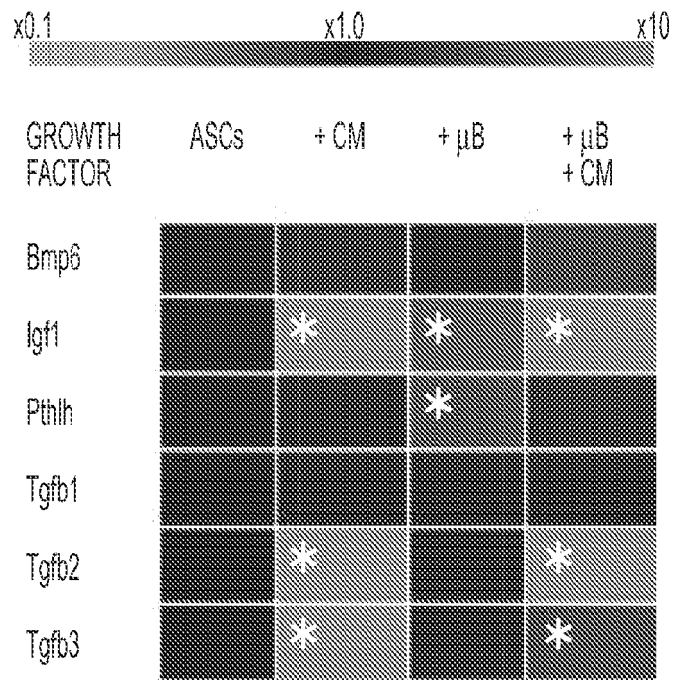 x0.1 x1.0 x10
GROWTH FACTOR ASCs + CM + μB + μB + CM
Bmp6
Igf1 * * *
Pthlh *
Tgfb1
Tgfb2 * *
Tgfb3 * *